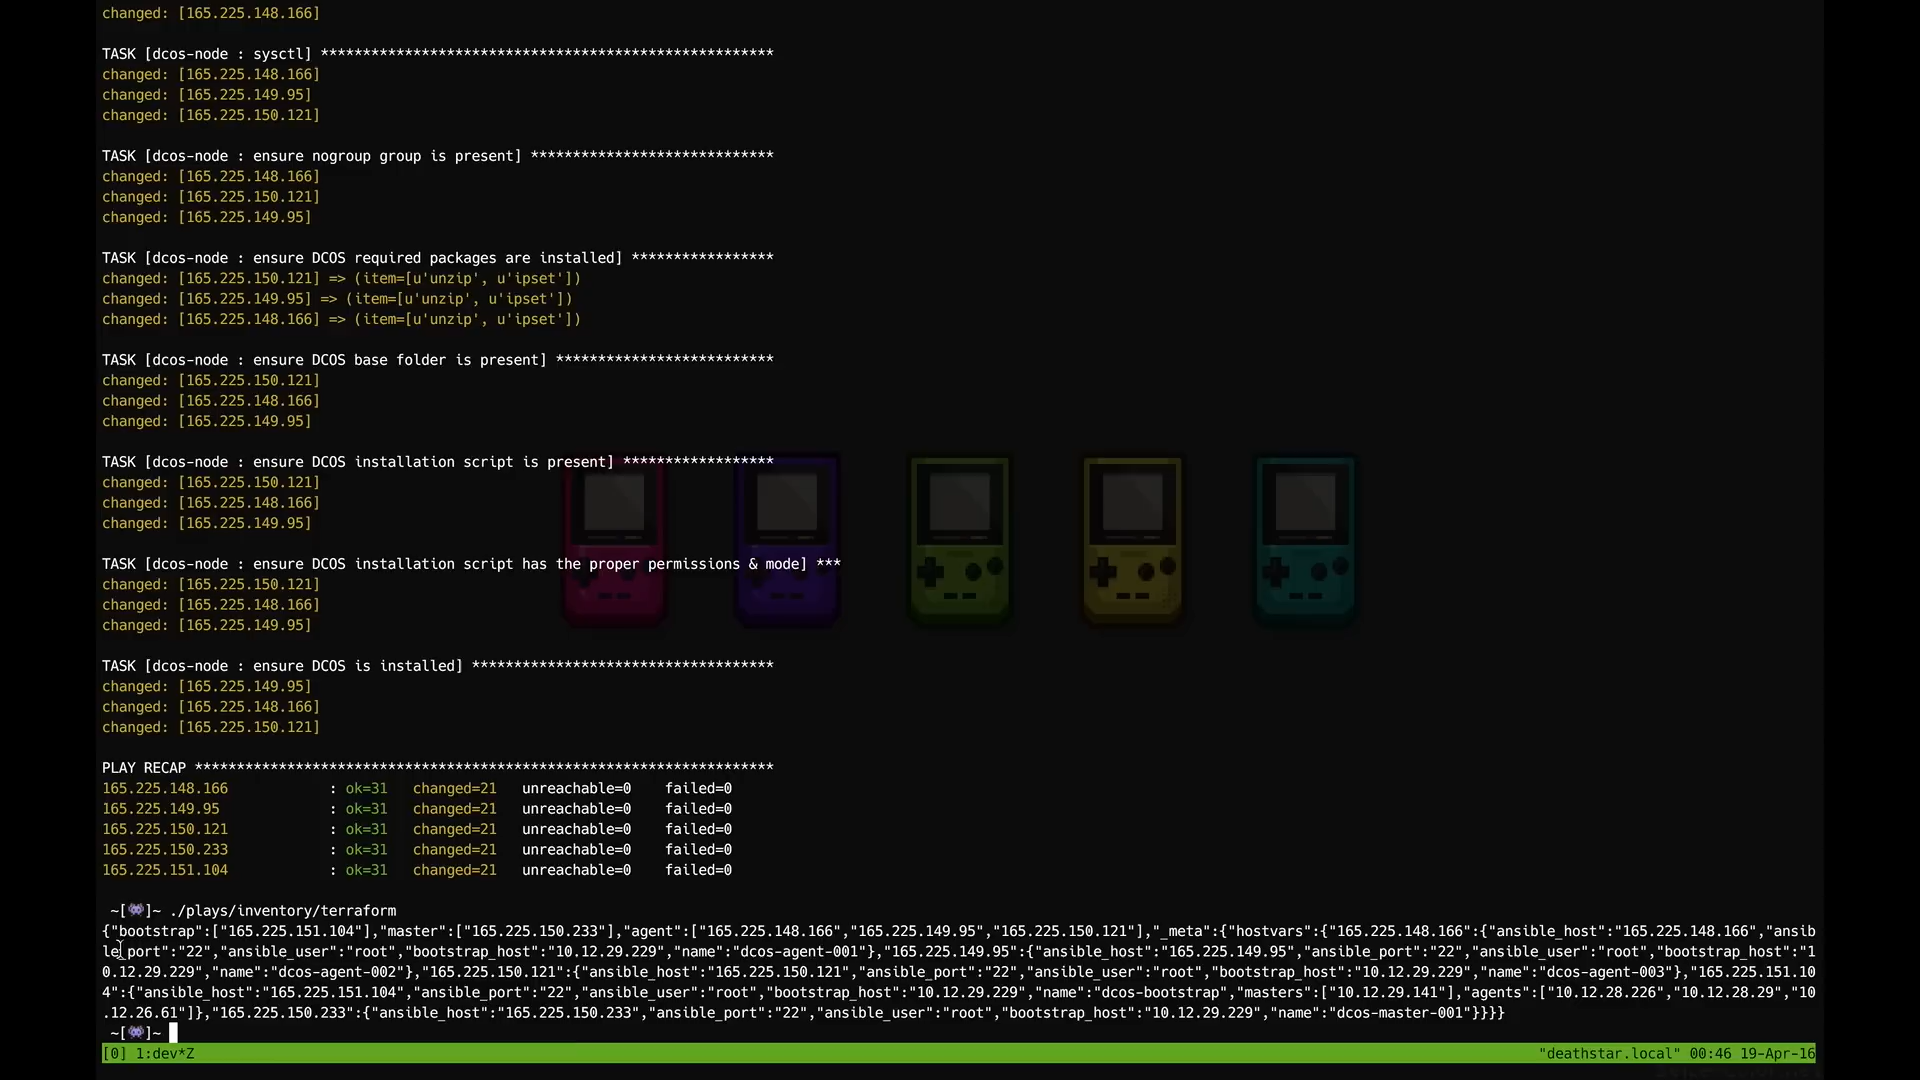 changed: [165.225.148.166]
TASK [dcos-node : sysctl] ******************************************************
changed: [165.225.148.166]
changed: [165.225.149.95]
changed: [165.225.150.121]
TASK [dcos-node : ensure nogroup group is present] *****************************
changed: [165.225.148.166]
changed: [165.225.150.121]
changed: [165.225.149.95]
TASK [dcos-node : ensure DCOS required packages are installed] *****************
changed: [165.225.150.121] => (item=[u'unzip', u'ipset'])
changed: [165.225.149.95] => (item=[u'unzip', u'ipset'])
changed: [165.225.148.166] => (item=[u'unzip', u'ipset'])
TASK [dcos-node : ensure DCOS base folder is present] **************************
changed: [165.225.150.121]
changed: [165.225.148.166]
changed: [165.225.149.95]
TASK [dcos-node : ensure DCOS installation script is present] ******************
changed: [165.225.150.121]
changed: [165.225.148.166]
changed: [165.225.149.95]
TASK [dcos-node : ensure DCOS installation script has the proper permissions & mode] ***
changed: [165.225.150.121]
changed: [165.225.148.166]
changed: [165.225.149.95]
TASK [dcos-node : ensure DCOS is installed] ************************************
changed: [165.225.149.95]
changed: [165.225.148.166]
changed: [165.225.150.121]
PLAY RECAP *********************************************************************
165.225.148.166            : ok=31   changed=21   unreachable=0    failed=0
165.225.149.95             : ok=31   changed=21   unreachable=0    failed=0
165.225.150.121            : ok=31   changed=21   unreachable=0    failed=0
165.225.150.233            : ok=31   changed=21   unreachable=0    failed=0
165.225.151.104            : ok=31   changed=21   unreachable=0    failed=0
~[👾]~ ./plays/inventory/terraform
{"bootstrap":["165.225.151.104"],"master":["165.225.150.233"],"agent":["165.225.148.166","165.225.149.95","165.225.150.121"],"_meta":{"hostvars":{"165.225.148.166":{"ansible_host":"165.225.148.166","ansib
le_port":"22","ansible_user":"root","bootstrap_host":"10.12.29.229","name":"dcos-agent-001"},"165.225.149.95":{"ansible_host":"165.225.149.95","ansible_port":"22","ansible_user":"root","bootstrap_host":"1
0.12.29.229","name":"dcos-agent-002"},"165.225.150.121":{"ansible_host":"165.225.150.121","ansible_port":"22","ansible_user":"root","bootstrap_host":"10.12.29.229","name":"dcos-agent-003"},"165.225.151.10
4":{"ansible_host":"165.225.151.104","ansible_port":"22","ansible_user":"root","bootstrap_host":"10.12.29.229","name":"dcos-bootstrap","masters":["10.12.29.141"],"agents":["10.12.28.226","10.12.28.29","10
.12.26.61"]},"165.225.150.233":{"ansible_host":"165.225.150.233","ansible_port":"22","ansible_user":"root","bootstrap_host":"10.12.29.229","name":"dcos-master-001"}}}}
~[👾]~
[0] 1:dev*Z "deathstar.local" 00:46 19-Apr-16